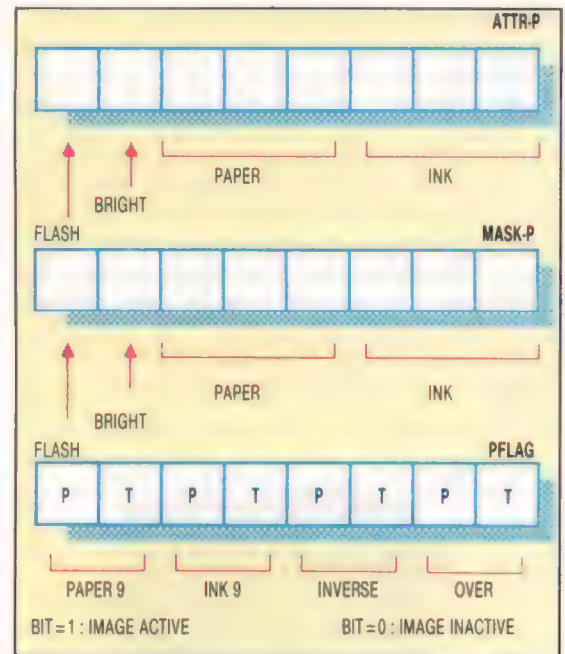 ATTR-P
PAPER INK
BRIGHT
FLASH MASK-P
PAPER INK
BRIGHT
FLASH PFLAG
P T P T P T P T
PAPER 9 INK 9 INVERSE OVER
BIT=1 : IMAGE ACTIVE BIT=0 : IMAGE INACTIVE